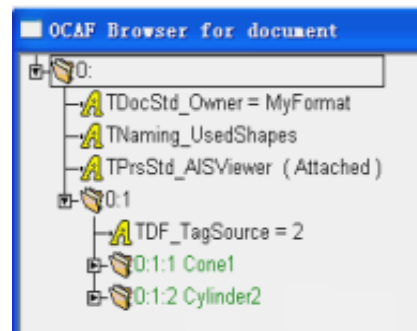 OCAF Browser for document
0:
TDocStd_Owner = MyFormat
TNaming_UsedShapes
TPrsStd_AISViewer ( Attached )
0:1
TDF_TagSource = 2
0:1:1 Cone1
0:1:2 Cylinder2